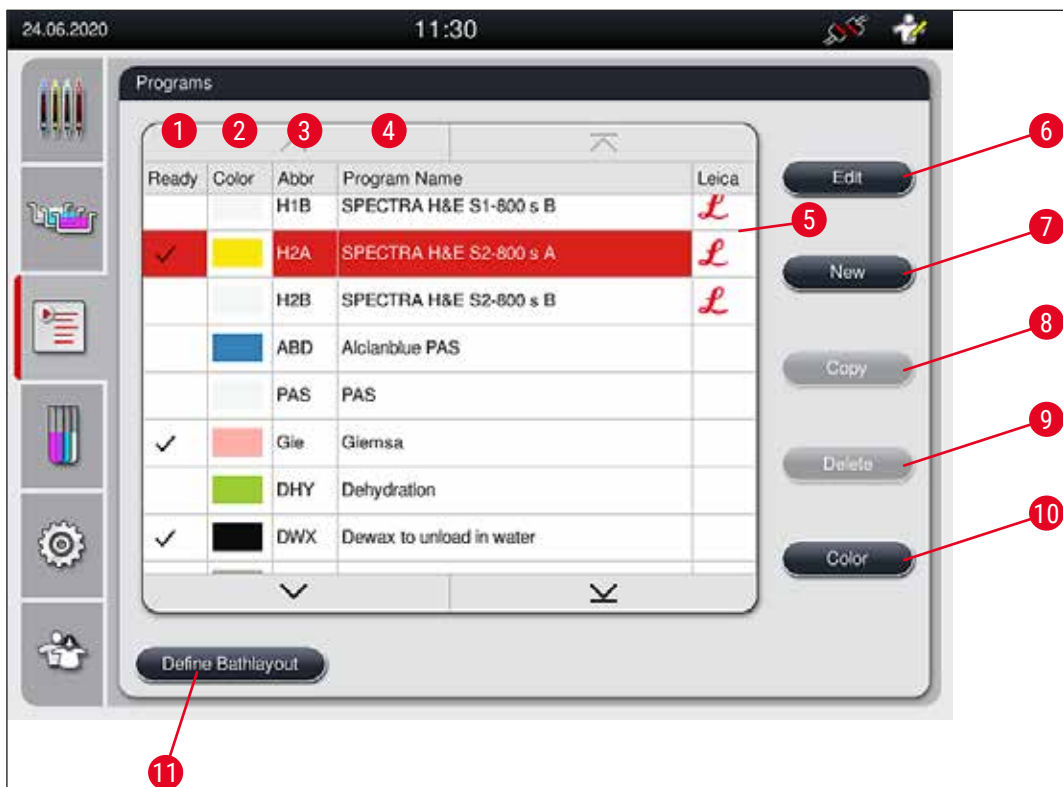 24.06.2020 11:30
Programs
1 2 3 4
Ready Color Abbr Program Name Leica
H1B SPECTRA H&E S1-800 s B L
H2A SPECTRA H&E S2-800 s A L
H2B SPECTRA H&E S2-800 s B L
ABD Alcianblue PAS
PAS PAS
Gie Giemsa
DHY Dehydration
DWX Dewax to unload in water
5
Edit 6
New 7
Copy 8
Delete 9
Color 10
Define Bathlayout
11